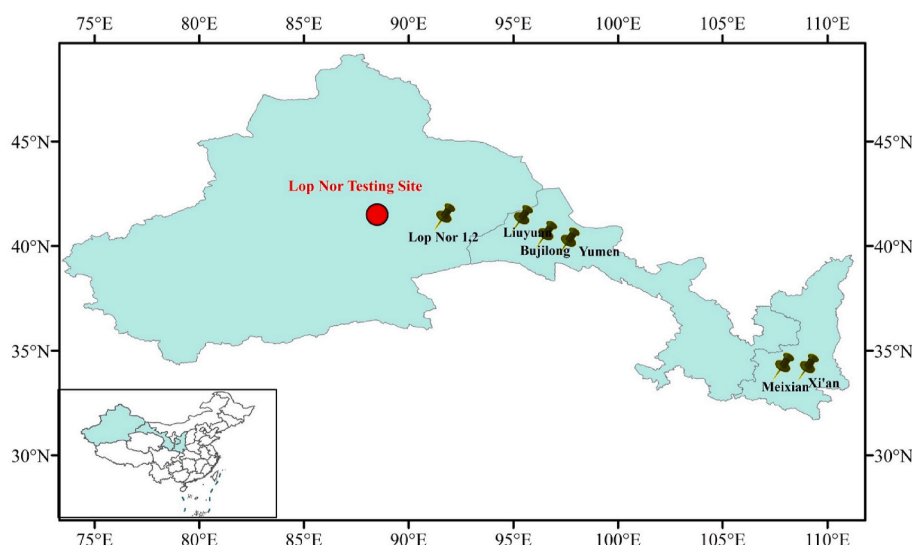 75°E 80°E 85°E 90°E 95°E 100°E 105°E 110°E
45°N 45°N
Lop Nor Testing Site
Lop Nor 1,2 Liuyung
40°N 40°N
Bujilong Yumen
35°N 35°N
Meixian Xi'an
30°N 30°N
75°E 80°E 85°E 90°E 95°E 100°E 105°E 110°E